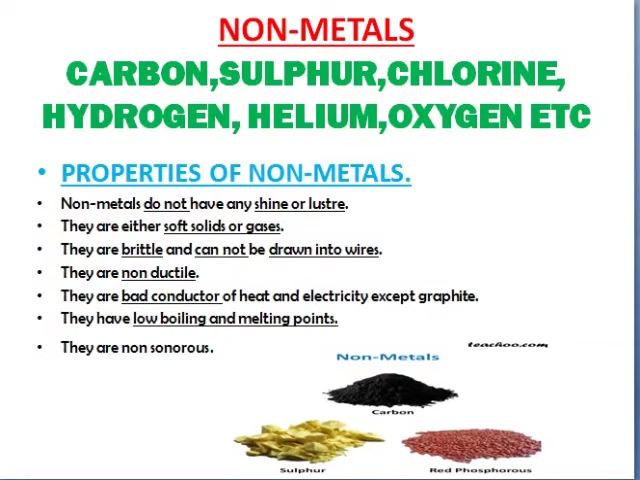 NON-METALS
CARBON,SULPHUR,CHLORINE,
HYDROGEN, HELIUM,OXYGEN ETC
• PROPERTIES OF NON-METALS.
• Non-metals do not have any shine or lustre.
• They are either soft solids or gases.
• They are brittle and can not be drawn into wires.
• They are non ductile.
• They are bad conductor of heat and electricity except graphite.
• They have low boiling and melting points.
• They are non sonorous.
teachoo.com
Non-Metals
Carbon
Sulphur
Red Phosphorous